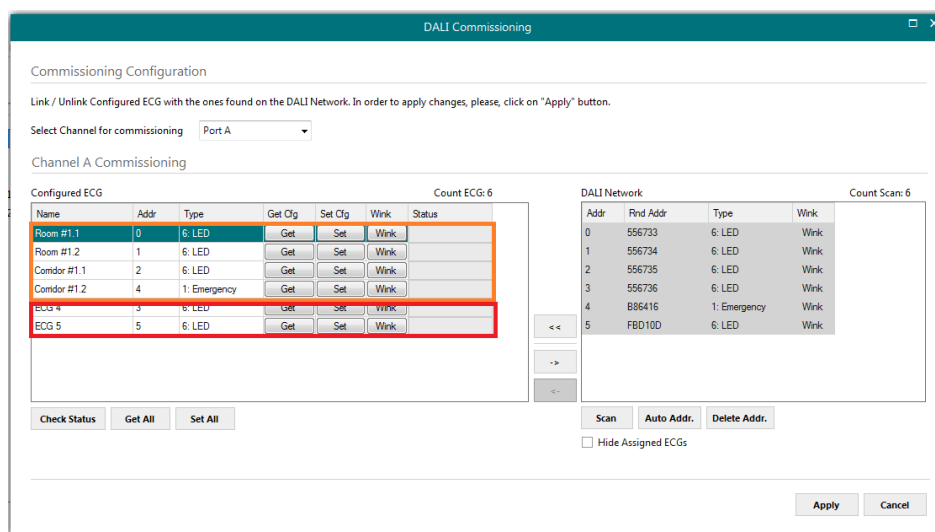 DALI Commissioning
Commissioning Configuration
Link / Unlink Configured ECG with the ones found on the DALI Network. In order to apply changes, please, click on "Apply" button.
Select Channel for commissioning Port A
Channel A Commissioning
Configured ECG Count ECG: 6
Name Addr Type Get Cfg Set Cfg Wink Status
Room #1.1 0 6: LED Get Set Wink
Room #1.2 1 6: LED Get Set Wink
Corridor #1.1 2 6: LED Get Set Wink
Corridor #1.2 4 1: Emergency Get Set Wink
ECG 4 3 6: LED Get Set Wink
ECG 5 5 6: LED Get Set Wink
Check Status Get All Set All
<<
->
<-
DALI Network Count Scan: 6
Addr Rnd Addr Type Wink
0 556733 6: LED Wink
1 556734 6: LED Wink
2 556735 6: LED Wink
3 556736 6: LED Wink
4 B86416 1: Emergency Wink
5 FBD10D 6: LED Wink
Scan Auto Addr. Delete Addr.
Hide Assigned ECGs
Apply Cancel